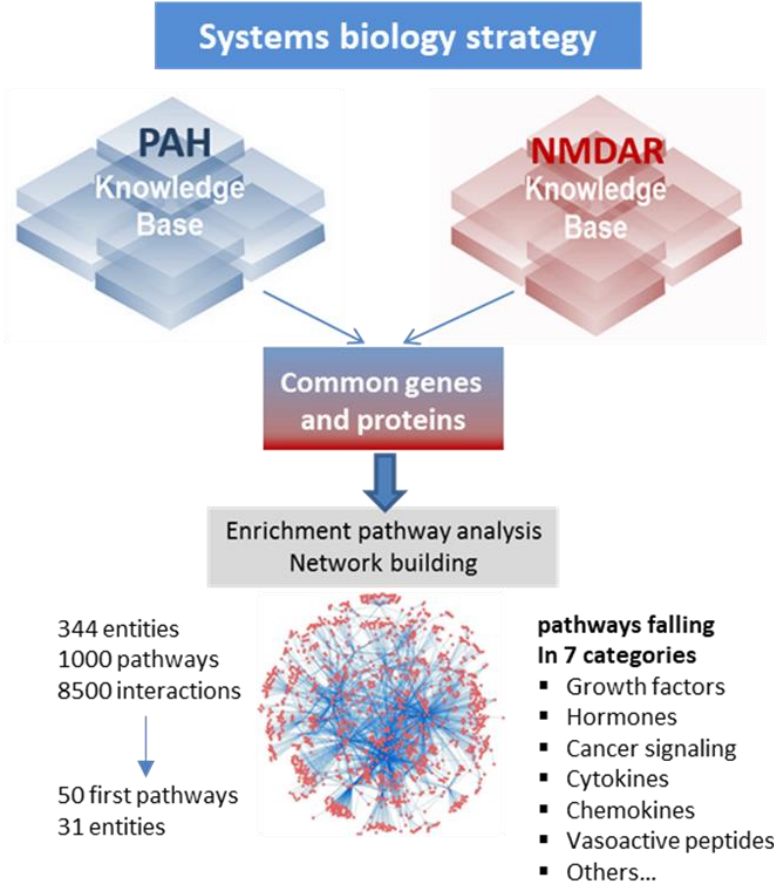 Systems biology strategy
PAH
Knowledge
Base
NMDAR
Knowledge
Base
Common genes
and proteins
Enrichment pathway analysis
Network building
344 entities
1000 pathways
8500 interactions
50 first pathways
31 entities
pathways falling
In 7 categories
▪ Growth factors
▪ Hormones
▪ Cancer signaling
▪ Cytokines
▪ Chemokines
▪ Vasoactive peptides
▪ Others...